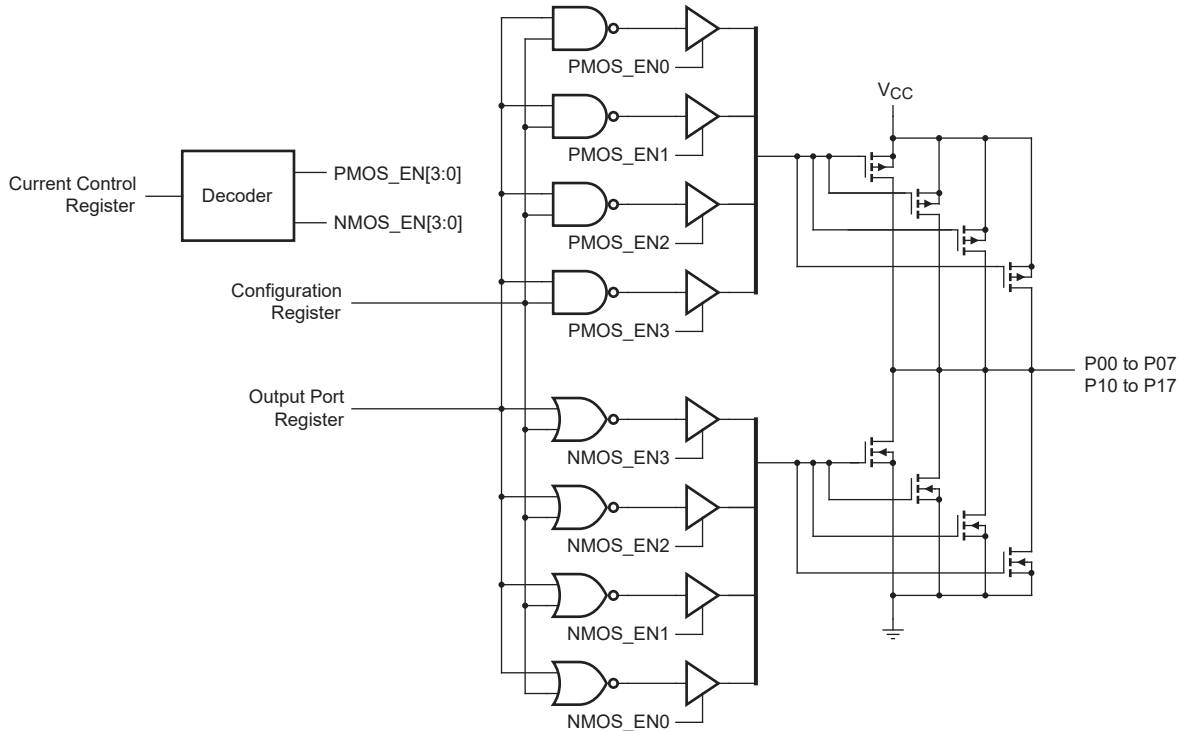 PMOS_EN0
PMOS_EN1
PMOS_EN2
PMOS_EN3
VCC
Current Control
Register
Decoder
PMOS_EN[3:0]
NMOS_EN[3:0]
Configuration
Register
Output Port
Register
P00 to P07
P10 to P17
NMOS_EN3
NMOS_EN2
NMOS_EN1
NMOS_EN0